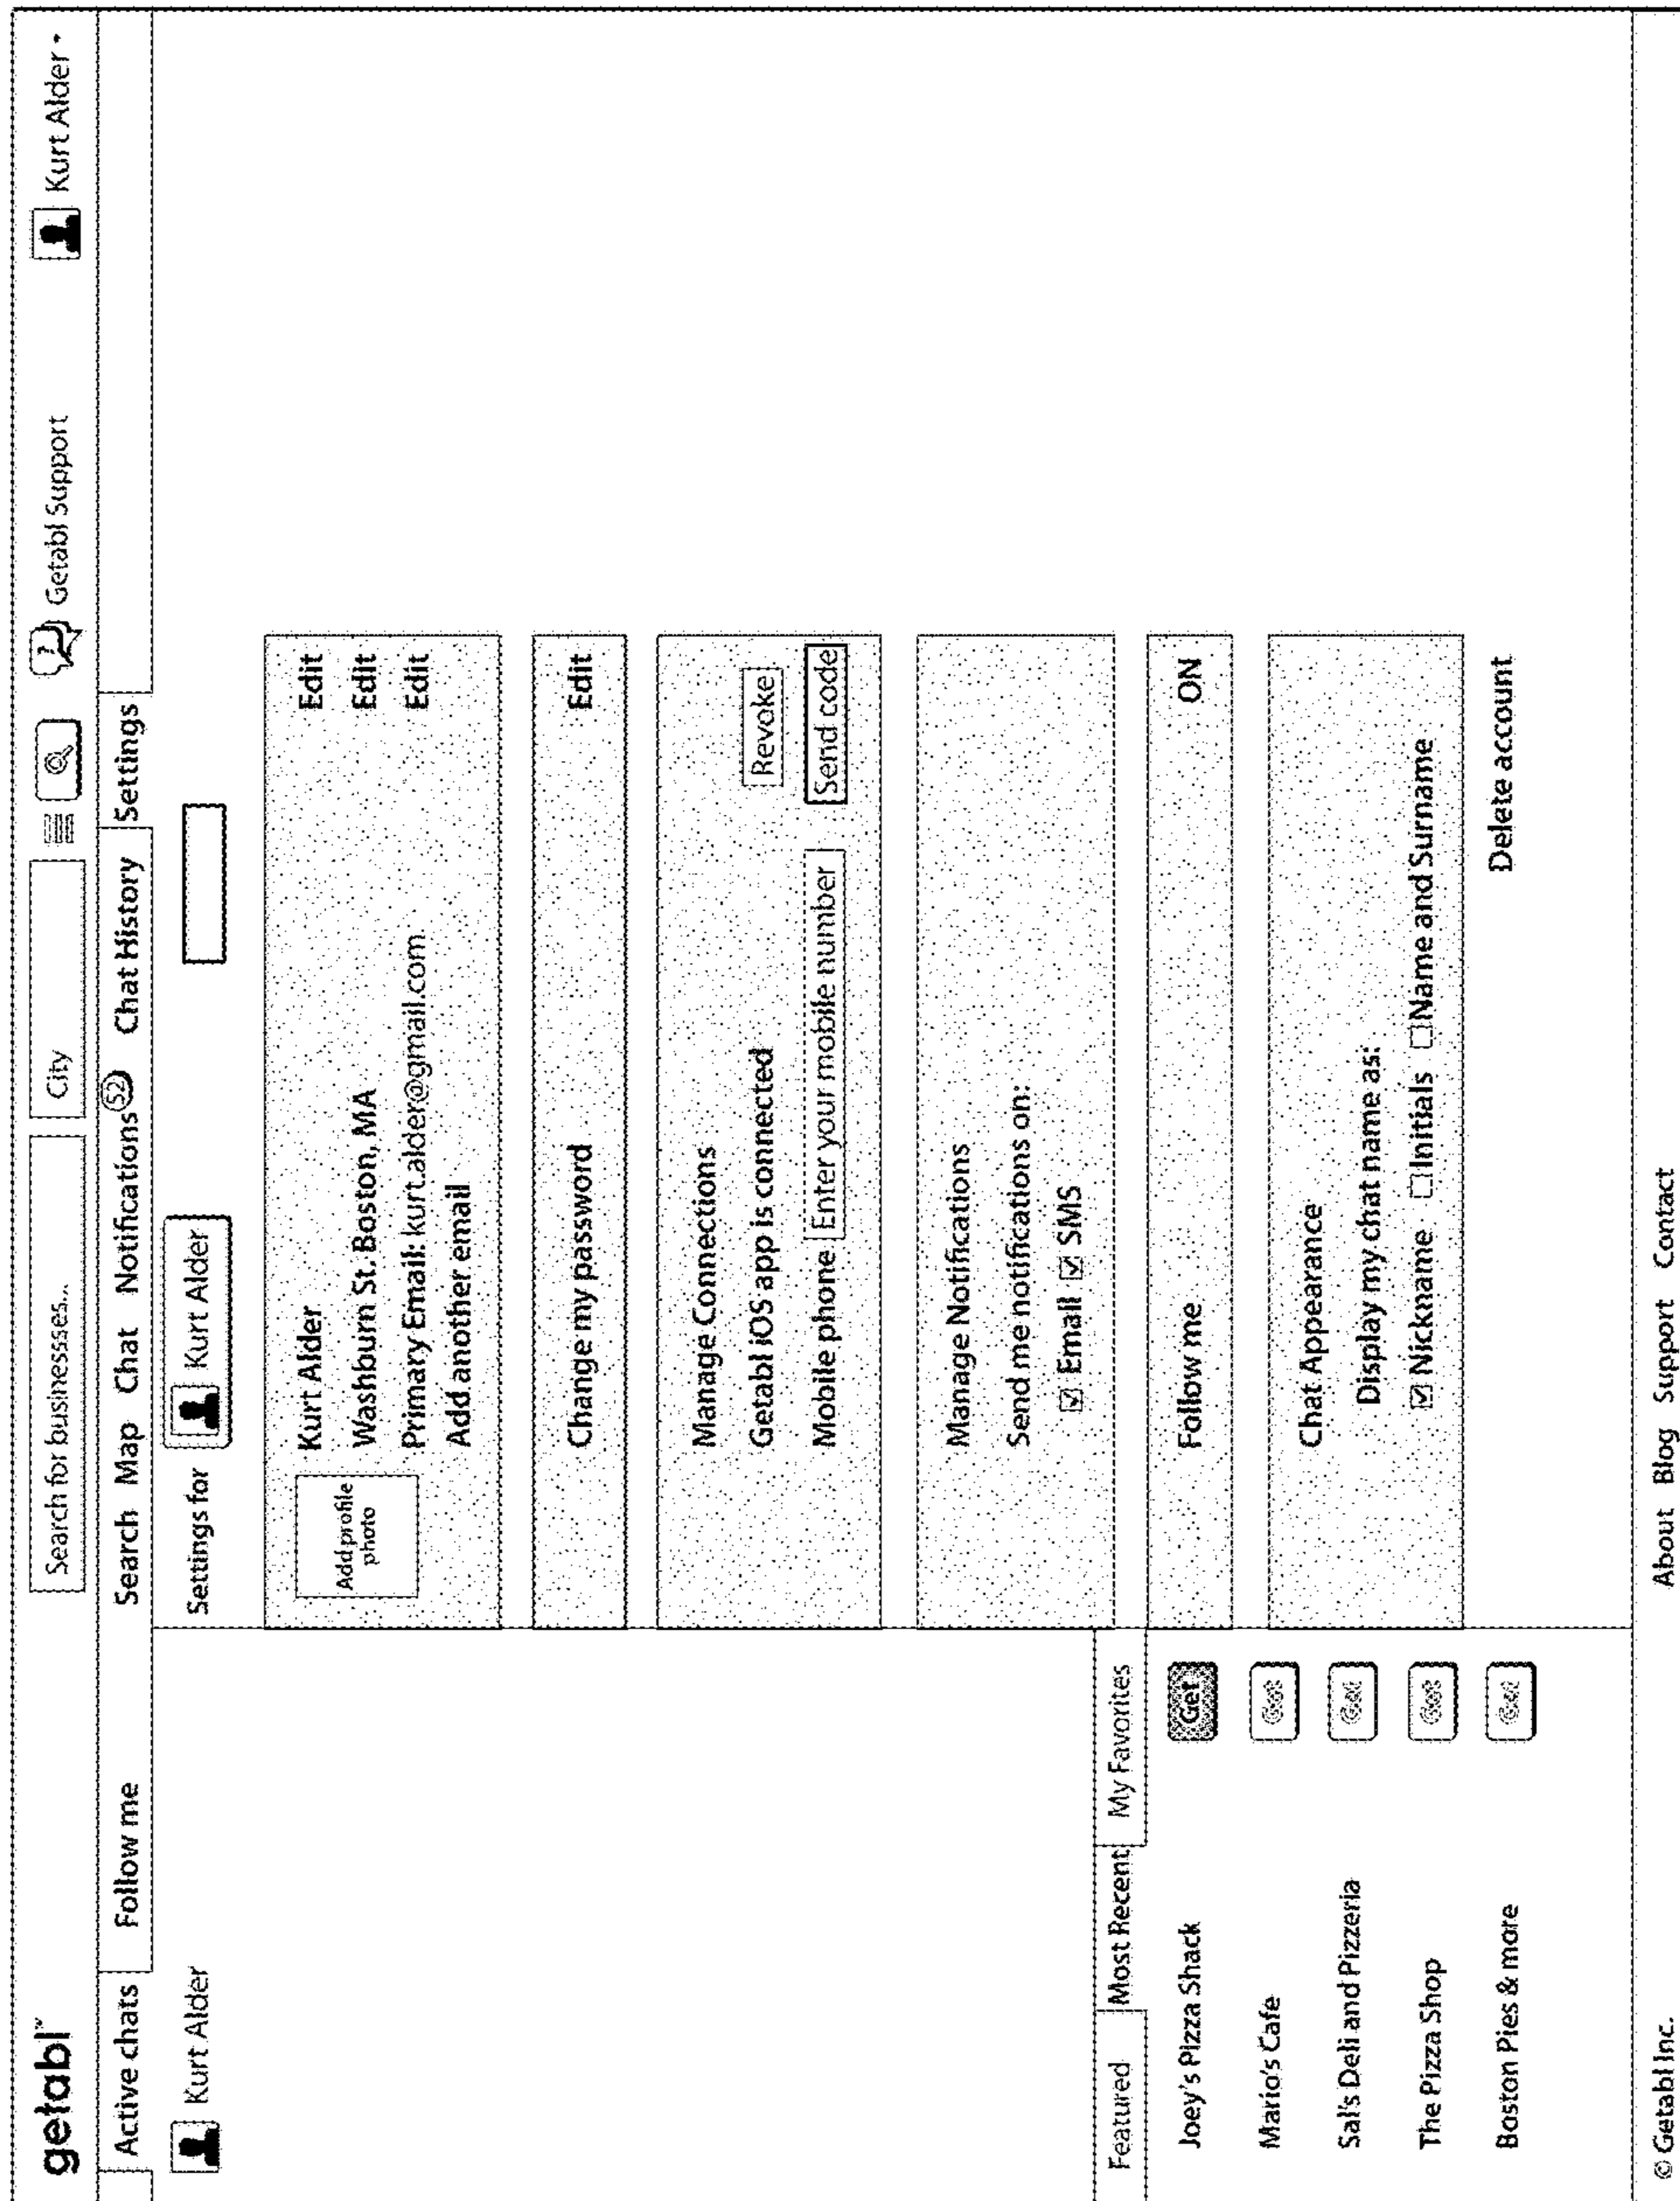 getabl™ Search for businesses... City Getabl Support Kurt Alder
Active chats Follow me Search Map Chat Notifications 52 Chat History Settings
Kurt Alder
Settings for Kurt Alder
Add profile
photo
Kurt Alder Edit
Washburn St. Boston, MA Edit
Primary Email: kurt.alder@gmail.com Edit
Add another email
Change my password Edit
Manage Connections
Getabl iOS app is connected Revoke
Mobile phone Enter your mobile number Send code
Manage Notifications
Send me notifications on:
☑ Email ☑ SMS
Follow me ON
Chat Appearance
Display my chat name as:
☑ Nickname ☐ Initials ☐ Name and Surname
Delete account
Featured Most Recent My Favorites
Joey's Pizza Shack Get
Mario's Cafe Get
Sal's Deli and Pizzeria Get
The Pizza Shop Get
Boston Pies & more Get
© Getabl Inc. About Blog Support Contact